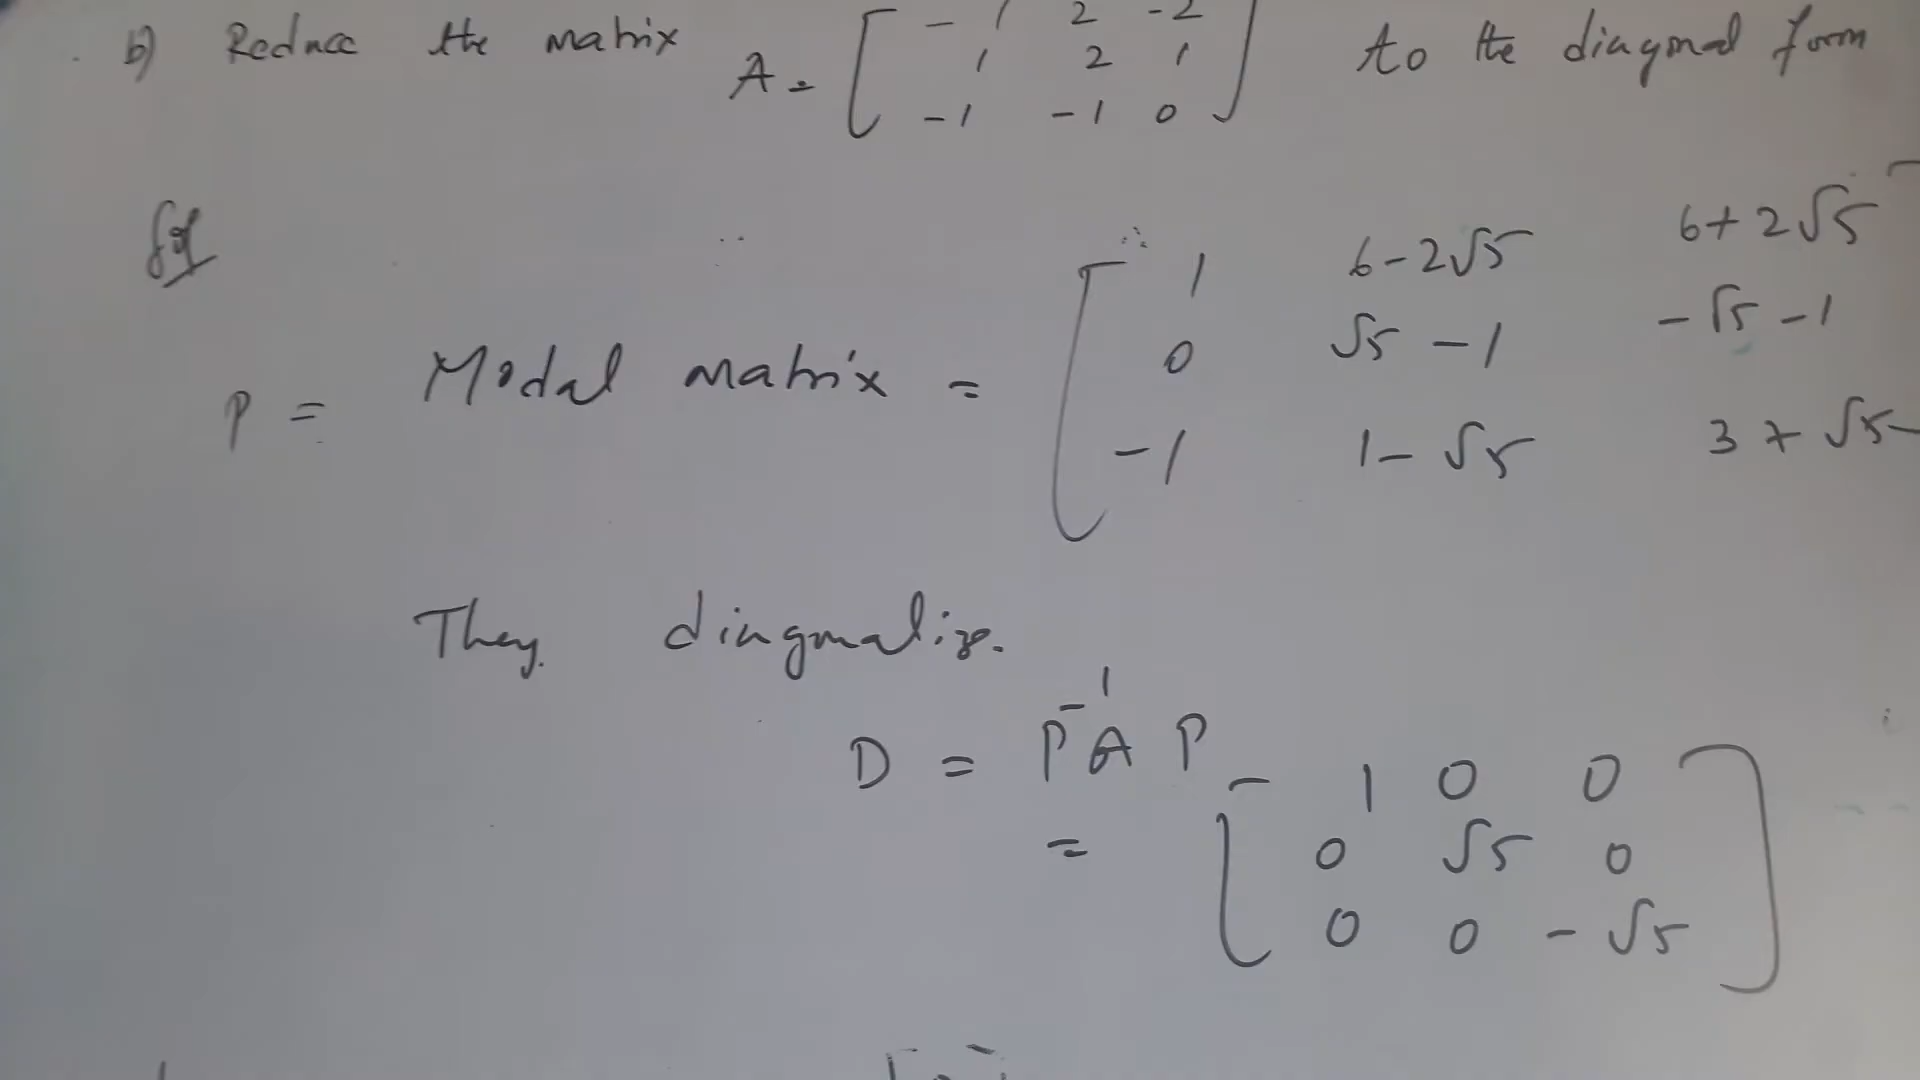 b) Reduce the matrix A = [ -1 2 -2 to the diagonal form
1 2 1
-1 -1 0 ]
Sol
P = Modal matrix = [ 1 6-2√5 6+2√5
0 √5-1 -√5-1
-1 1-√5 3+√5
They diagonalize.
D = P⁻¹ A P
= [ 1 0 0
0 √5 0
0 0 -√5 ]